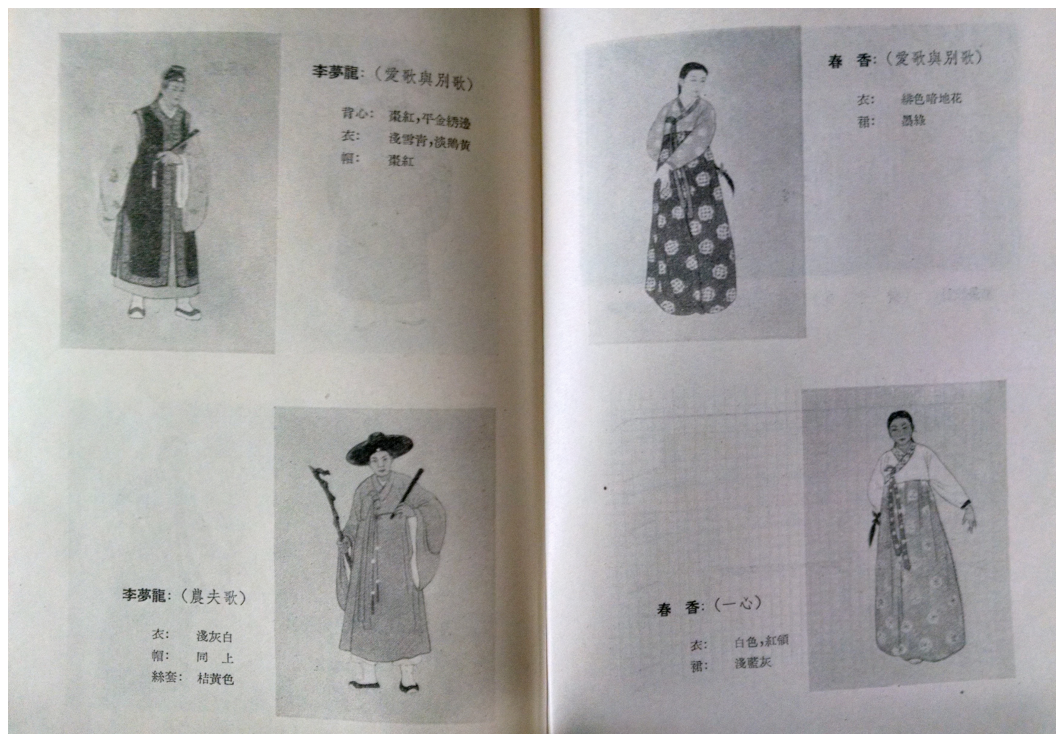 李夢龍：（愛歌與別歌）
背心： 棗紅，平金綉邊
衣： 淺雪青，淡鵝黃
帽： 棗紅
李夢龍：（農夫歌）
衣： 淺灰白
帽： 同 上
絲套： 桔黃色
春 香：（愛歌與別歌）
衣： 緋色暗地花
裙： 墨綠
春 香：（一心）
衣： 白色，紅領
裙： 淺藍灰